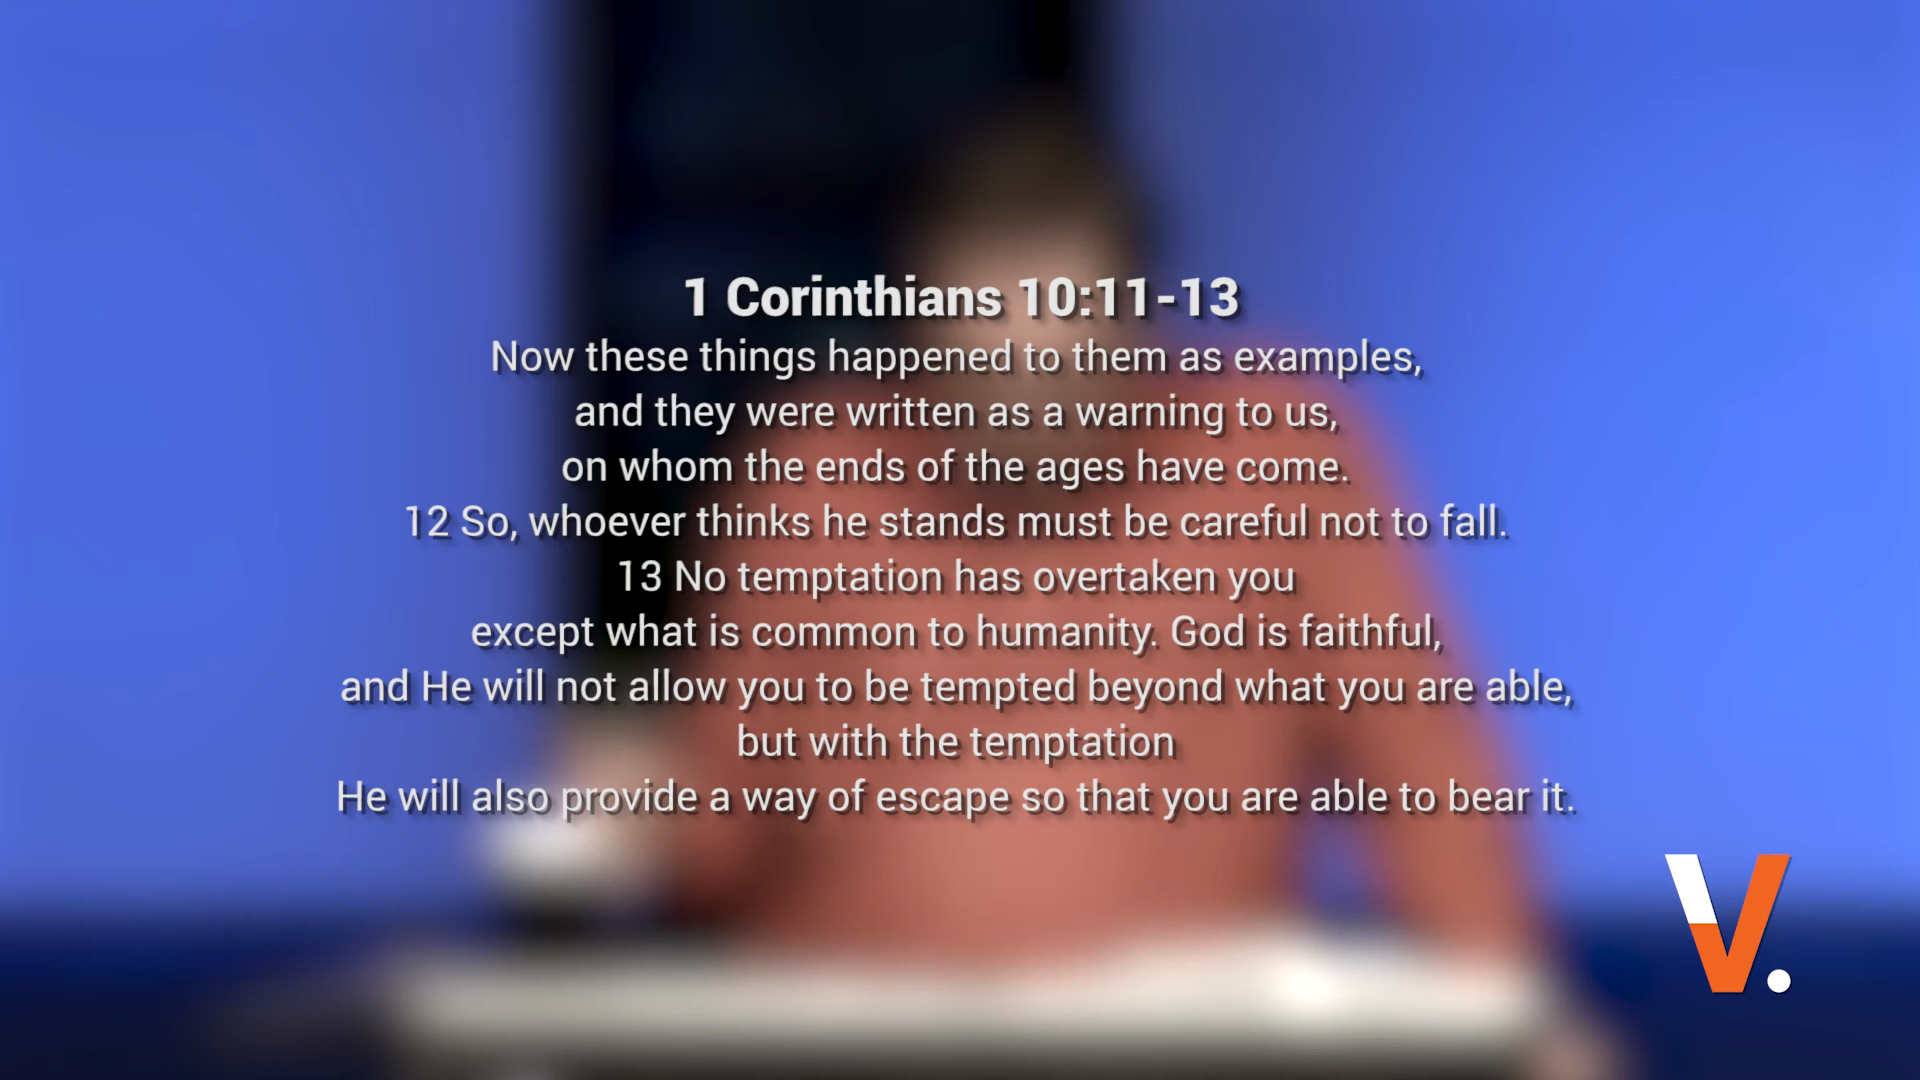 1 Corinthians 10:11-13
Now these things happened to them as examples,
and they were written as a warning to us,
on whom the ends of the ages have come.
12 So, whoever thinks he stands must be careful not to fall.
13 No temptation has overtaken you
except what is common to humanity. God is faithful,
and He will not allow you to be tempted beyond what you are able,
but with the temptation
He will also provide a way of escape so that you are able to bear it.
V.